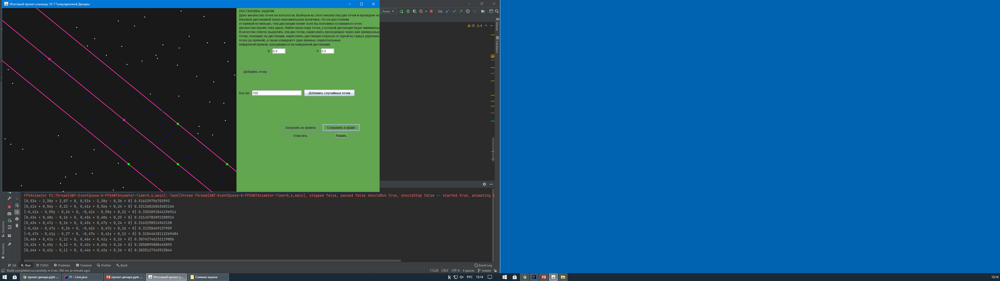 Итоговый проект ученицы 10-7 Галяутдиновой Динары
ПОСТАНОВКА ЗАДАЧИ:
Дано множество точек на плоскости. Выберем из этого множества две точки и проведем че
Назовем дистанцией такую максимальную величину, что на расстоянии
от прямой не меньше, чем дистанция лежит хотя бы половина оставшихся точек
множества (кроме этих двух). Найти такую пару точек, у которой дистанция будет минимальн
В качестве ответа: выделить эти две точки, нарисовать проходящую через них прямую,выд
точки, лежащие на дистанции, нарисовать дистанцию (отрезок от одной из самых удаленны
точек до прямой), а также коридор>> (две прямые, параллельные
найденной прямой, находящиеся на найденной дистанции)
X 0.0 Y 0.0
Добавить точку
Кол-во 100 Добавить случайные точки
Загрузить из файла Сохранить в файл
Очистить Решить
Form Git:
10 6
Maven
Database
FPSAnimator P1:Thread[AWT-EventQueue-0-FPSAWTAnimator-Timer0,6,main]: Task[thread Thread[AWT-EventQueue-0-FPSAWTAnimator-Timer0,6,main], stopped false, paused false shouldRun true, shouldStop false -- started true, animating t
[0,53x - 2,30y + 2,07 = 0, 0,53x - 2,30y - 0,36 = 0] 0.516229756703593
[0,41x + 0,56y - 0,22 = 0, 0,41x + 0,56y + 0,24 = 0] 0.3312682606360216​6
[-0,41x - 0,55y - 0,24 = 0, -0,41x - 0,55y + 0,21 = 0] 0.3302891844196914
[0,43x + 0,48y - 0,16 = 0, 0,43x + 0,48y + 0,25 = 0] 0.32145782092208924
[0,43x + 0,47y - 0,16 = 0, 0,43x + 0,47y + 0,24 = 0] 0.3163298514962158
[-0,42x - 0,47y - 0,24 = 0, -0,42x - 0,47y + 0,16 = 0] 0.31350469137909
[-0,47x - 0,41y - 0,27 = 0, -0,47x - 0,41y + 0,12 = 0] 0.31044618112269484
[0,46x + 0,41y - 0,12 = 0, 0,46x + 0,41y + 0,26 = 0] 0.30743746232119806
[0,42x + 0,45y - 0,12 = 0, 0,42x + 0,45y + 0,26 = 0] 0.3058895808445893
[0,44x + 0,42y - 0,11 = 0, 0,44x + 0,42y + 0,26 = 0] 0.3035127343915844
Structure
Favorites
Git Run TODO Problems Terminal Profiler Build Event Log
Build completed successfully in 4 sec, 943 ms (a minute ago) 113:28 CRLF UTF-8 4 spaces master
проект динара.pptx ... f1 – Line.java проект динара.pptx ... Итоговый проект у... Снимки экрана РУС 13:14 13:14